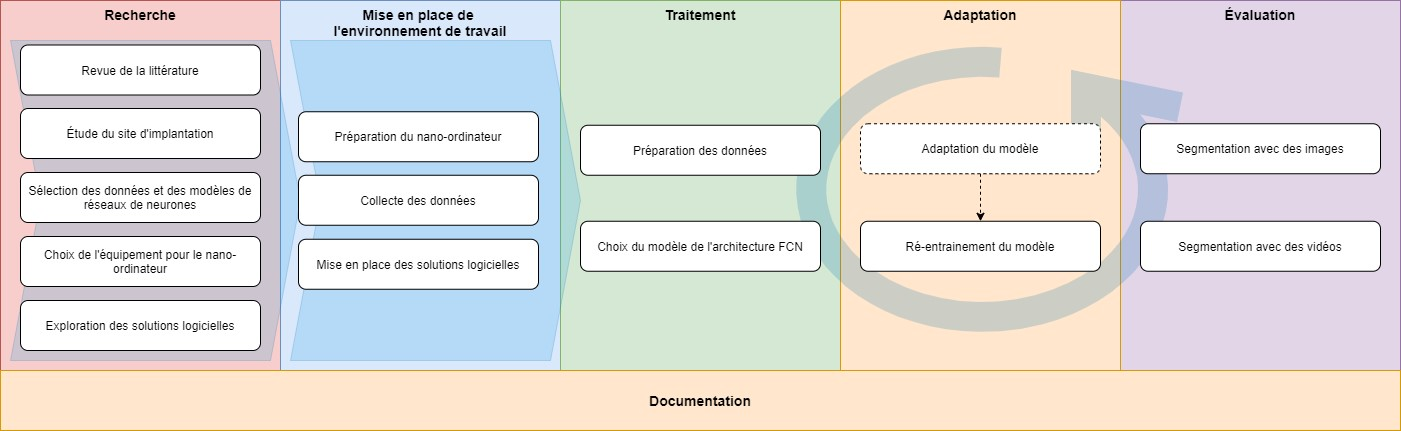 Recherche
Revue de la littérature
Étude du site d'implantation
Sélection des données et des modèles de
réseaux de neurones
Choix de l'équipement pour le nano-
ordinateur
Exploration des solutions logicielles
Mise en place de
l'environnement de travail
Préparation du nano-ordinateur
Collecte des données
Mise en place des solutions logicielles
Traitement
Préparation des données
Choix du modèle de l'architecture FCN
Adaptation
Adaptation du modèle
Ré-entrainement du modèle
Évaluation
Segmentation avec des images
Segmentation avec des vidéos
Documentation